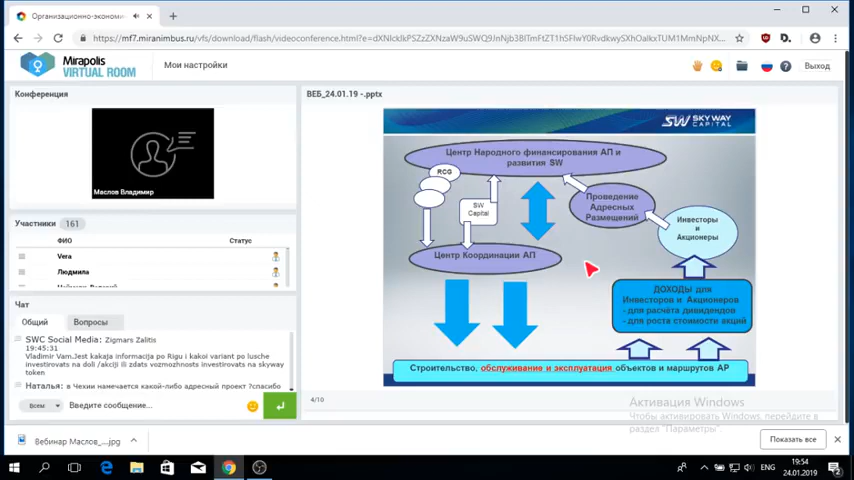 Организационно-экономи
https://mf7.miranimbus.ru/vfs/download/flash/videoconference.html?
Mirapolis
VIRTUAL ROOM
Мои настройки
Выход
Конференция
Маслов Владимир
Участники 161
ФИО Статус
Vera
Людмила
Чат
Общий Вопросы
SWC Social Media: Zigmars Zalitis
19:45:31
Vladimir Vam.Jest kakaja informacija po Rigu i kakoi variant po lusche
investirovats na doli /akciji ili zdats vozmozhnosts investirovats na skyway
token
Наталья: в Чехии намечается какой-либо адресный проект ?спасибо
Всем Введите сообщение...
ВЕБ_24.01.19 -.pptx
SW SKY WAY
CAPITAL
Центр Народного финансирования АП и
развития SW
RCG
SW
Capital
Проведение
Адресных
Размещений
Инвесторы
и
Акционеры
Центр Координации АП
ДОХОДЫ для
Инвесторов и Акционеров
- для расчёта дивидендов
- для роста стоимости акций
Строительство, обслуживание и эксплуатация объектов и маршрутов АР
4/10
Активация Windows
Чтобы активировать Windows, перейдите в
раздел "Параметры".
Вебинар Маслов_....jpg
Показать все
ENG
19:54
24.01.2019